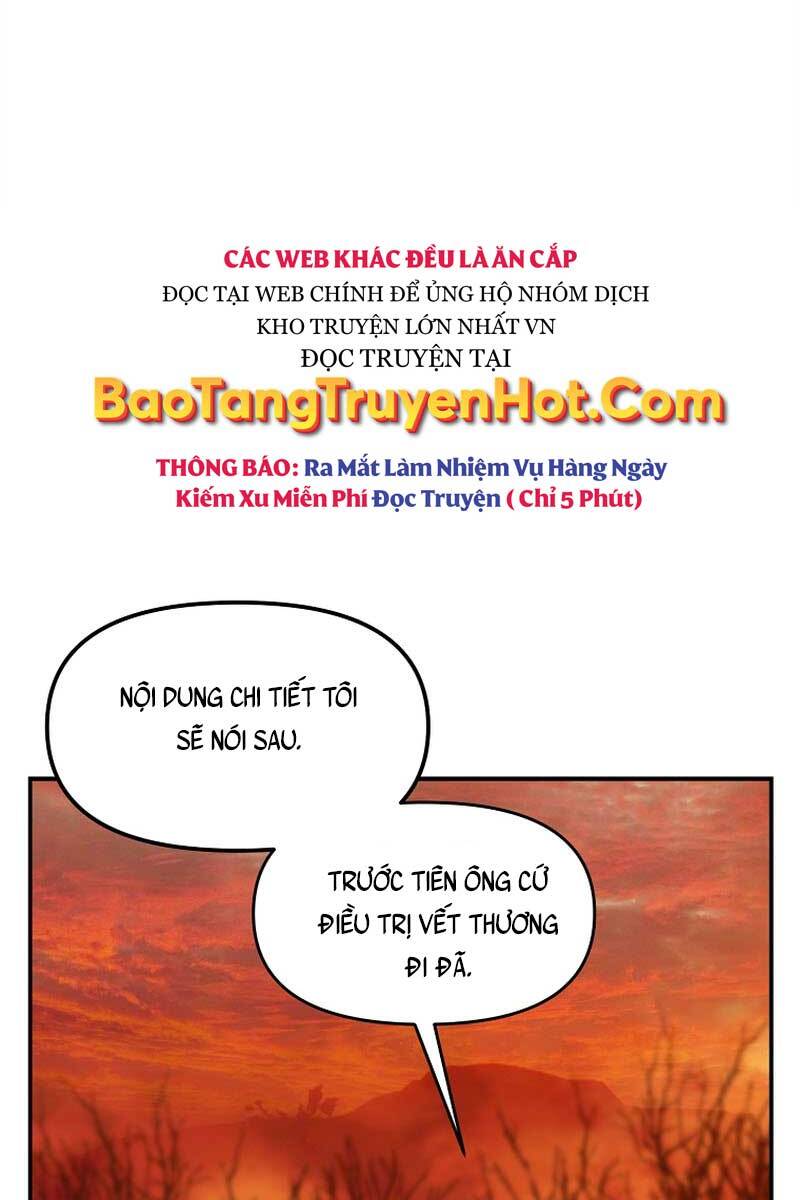 CÁC WEB KHÁC ĐỀU LÀ ĂN CẮP
ĐỌC TẠI WEB CHÍNH ĐỂ ỦNG HỘ NHÓM DỊCH
KHO TRUYỆN LỚN NHẤT VN
ĐỌC TRUYỆN TẠI
BaoTangTruyenHot.Com
THÔNG BÁO: Ra Mắt Làm Nhiệm Vụ Hàng Ngày
Kiếm Xu Miễn Phí Đọc Truyện ( Chỉ 5 Phút)
NỘI DUNG CHI TIẾT TÔI
SẼ NÓI SAU.
TRƯỚC TIÊN ÔNG CỨ
ĐIỀU TRỊ VẾT THƯƠNG
ĐI ĐÃ.